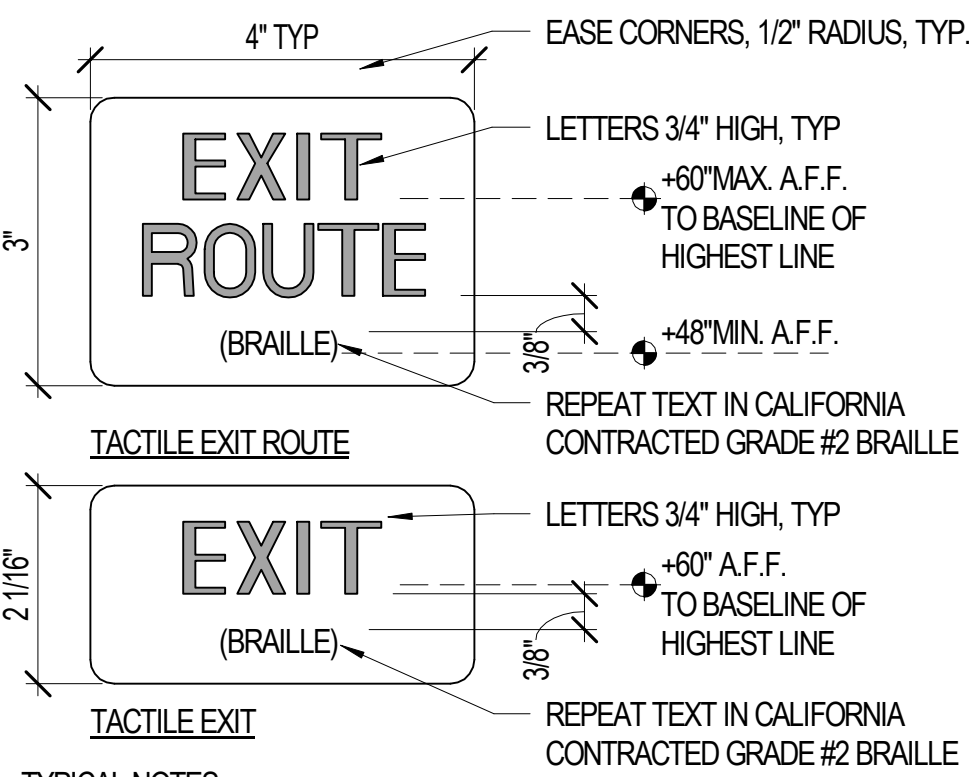 4" TYP
EASE CORNERS, 1/2" RADIUS, TYP.
LETTERS 3/4" HIGH, TYP
EXIT
ROUTE
(BRAILLE)
3"
+60"MAX. A.F.F.
TO BASELINE OF
HIGHEST LINE
3/8"
+48"MIN. A.F.F.
REPEAT TEXT IN CALIFORNIA
CONTRACTED GRADE #2 BRAILLE
TACTILE EXIT ROUTE
LETTERS 3/4" HIGH, TYP
EXIT
(BRAILLE)
2 1/16"
+60" A.F.F.
TO BASELINE OF
HIGHEST LINE
3/8"
REPEAT TEXT IN CALIFORNIA
CONTRACTED GRADE #2 BRAILLE
TACTILE EXIT
TYPICAL NOTES